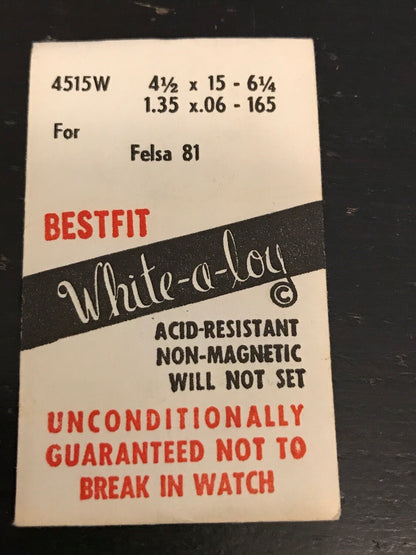 4515W 4½ x 15 - 6¼
1.35 x.06 - 165
For
Felsa 81
BESTFIT
White-a-loy
©
ACID-RESISTANT
NON-MAGNETIC
WILL NOT SET
UNCONDITIONALLY
GUARANTEED NOT TO
BREAK IN WATCH